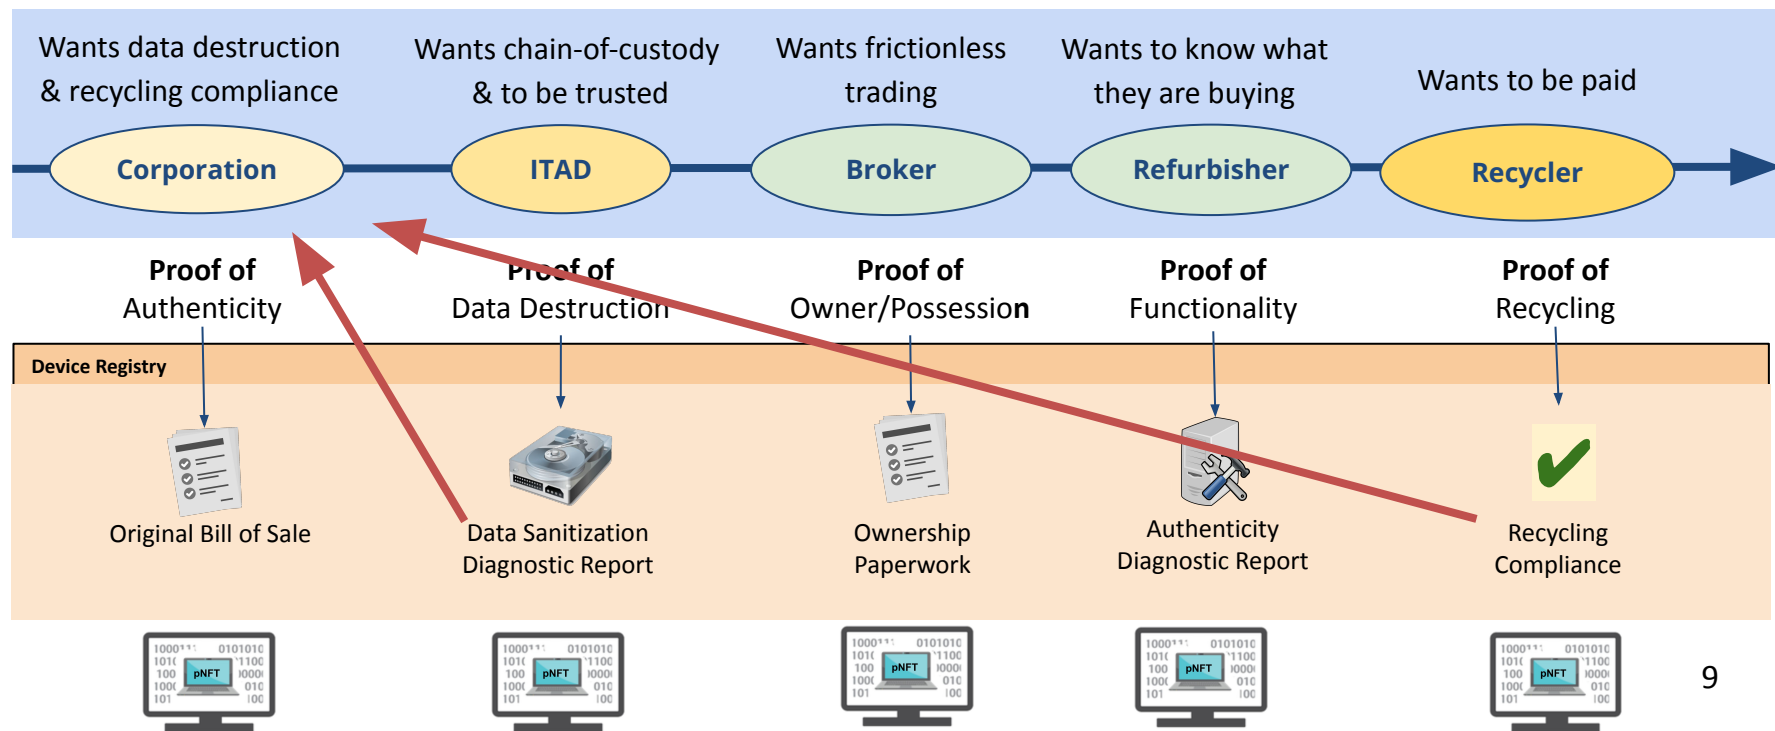 Wants data destruction
& recycling compliance
Wants chain-of-custody
& to be trusted
Wants frictionless
trading
Wants to know what
they are buying
Wants to be paid
Corporation
ITAD
Broker
Refurbisher
Recycler
Proof of
Authenticity
Proof of
Data Destruction
Proof of
Owner/Possession
Proof of
Functionality
Proof of
Recycling
Device Registry
Original Bill of Sale
Data Sanitization
Diagnostic Report
Ownership
Paperwork
Authenticity
Diagnostic Report
Recycling
Compliance
pNFT
pNFT
pNFT
pNFT
pNFT
9